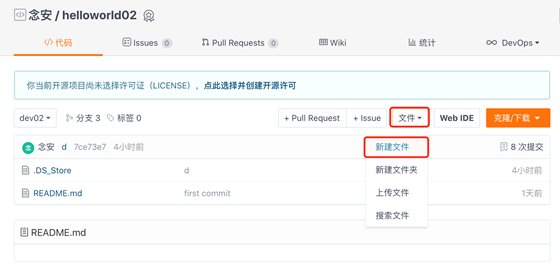 念安 / helloworld02
代码 Issues 0 Pull Requests 0 Wiki 统计 DevOps
你当前开源项目尚未选择许可证（LICENSE），点此选择并创建开源许可
dev02 分支 3 标签 0 + Pull Request + Issue 文件 Web IDE 克隆/下载
念 念安 d 7ce73e7 4小时前 新建文件 8 次提交
.DS_Store d 新建文件夹 4小时前
README.md first commit 上传文件 1天前
搜索文件
README.md